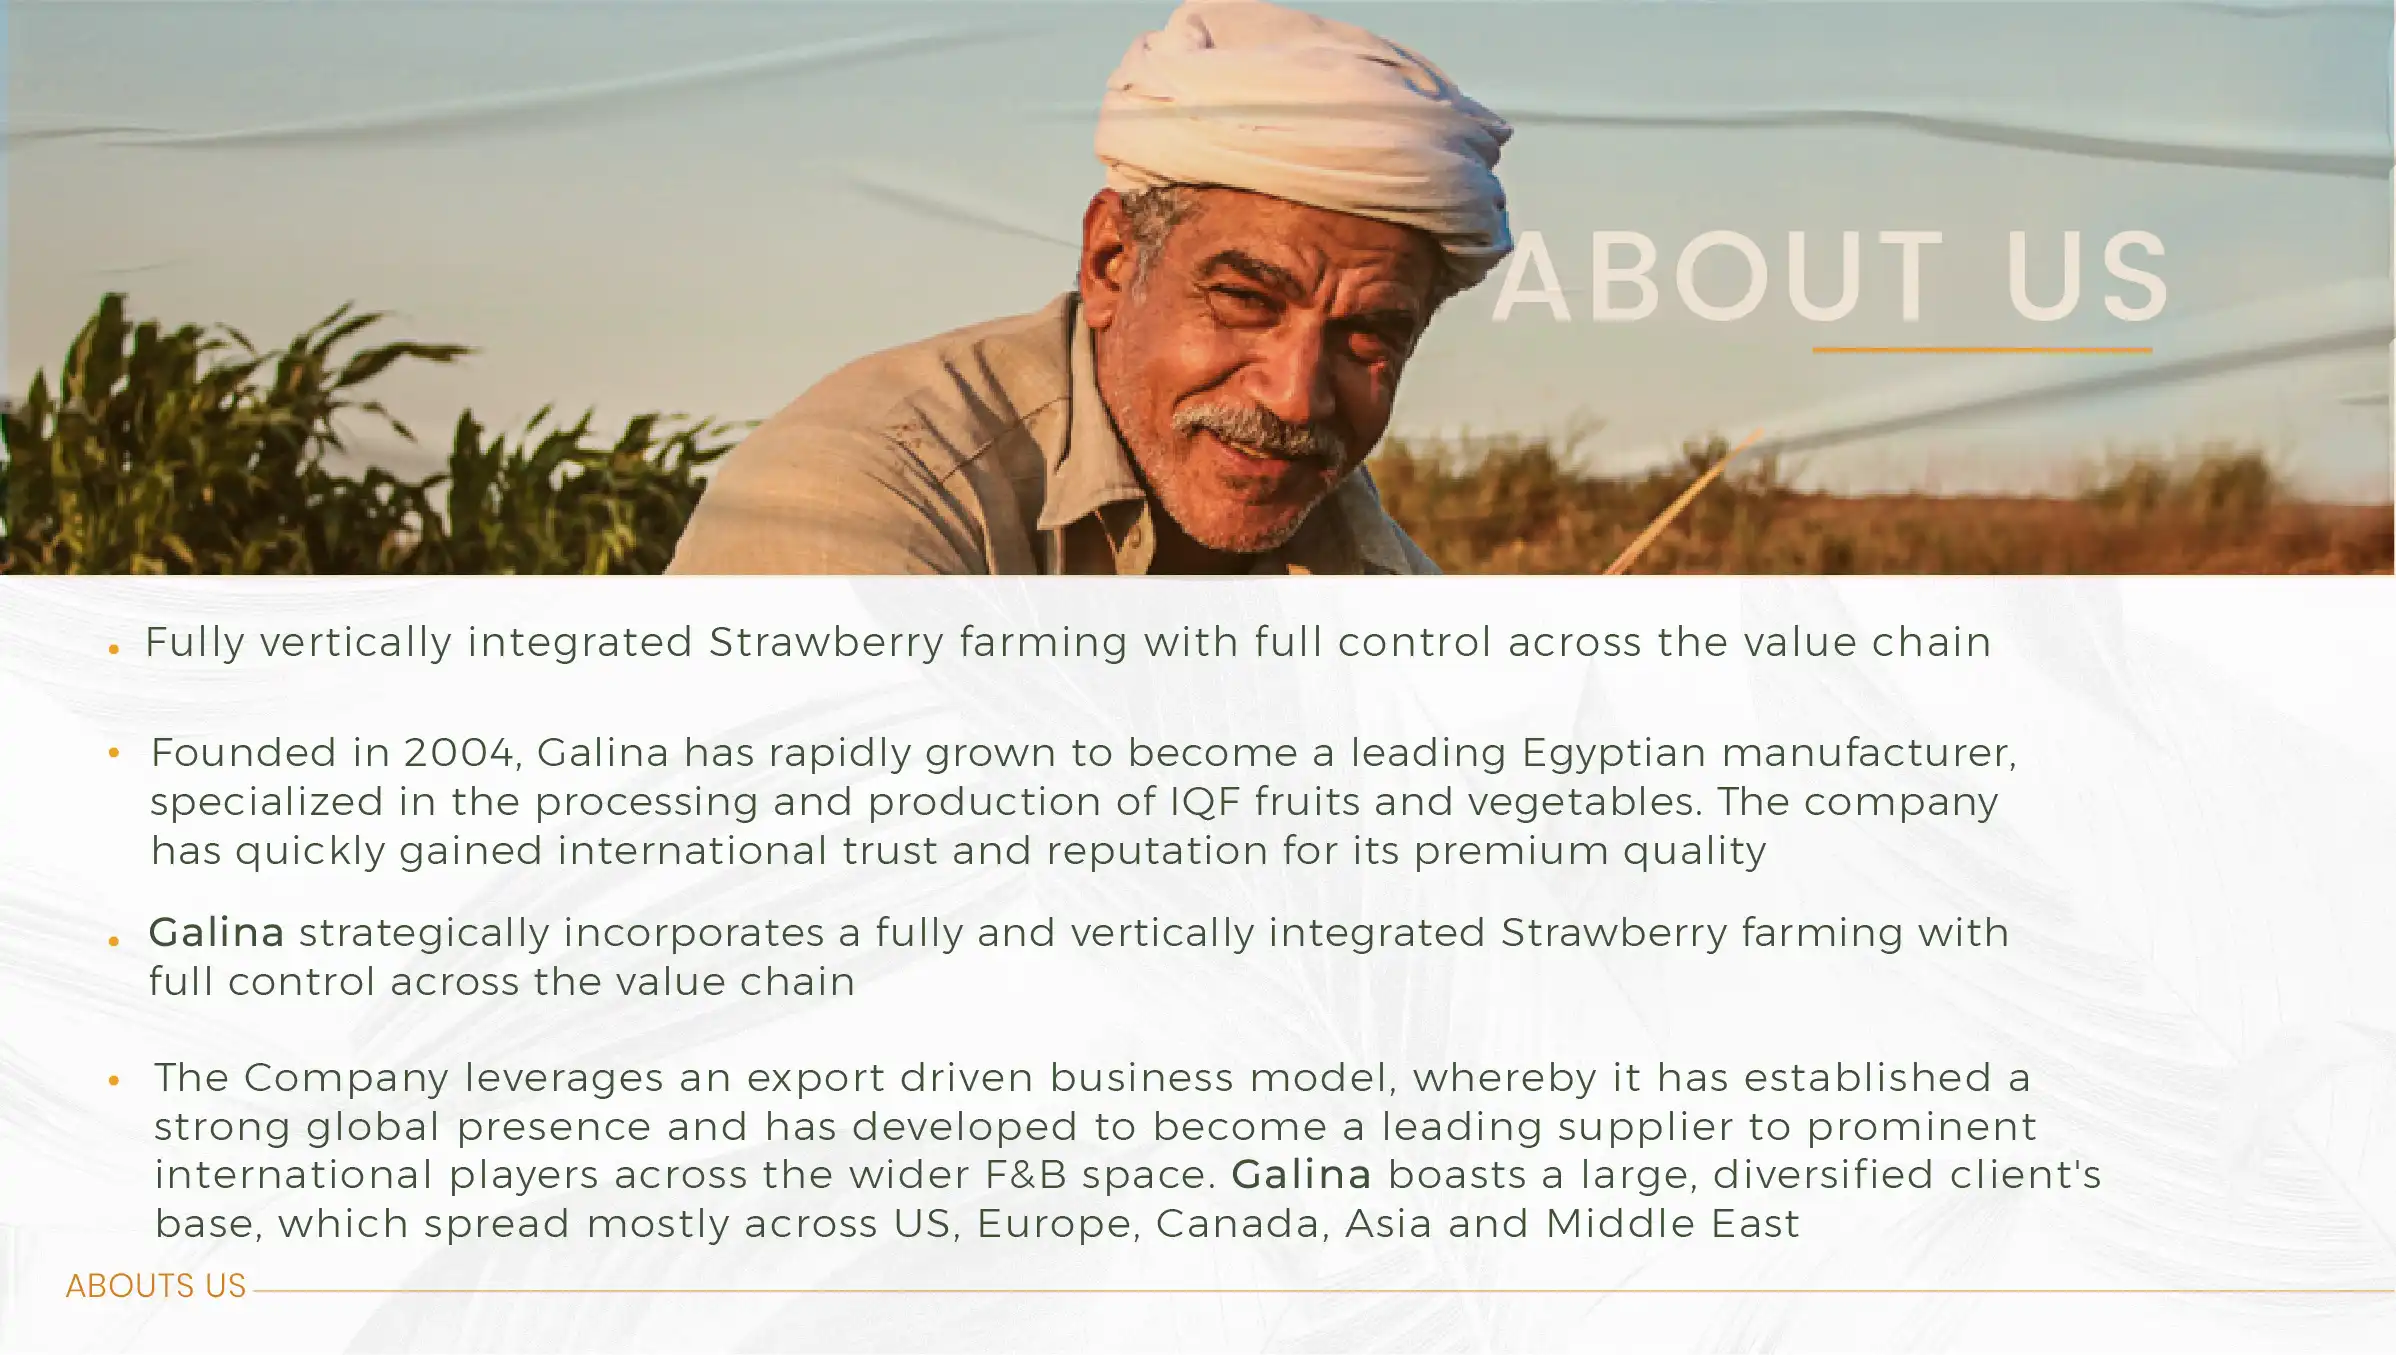 ABOUT US
• Fully vertically integrated Strawberry farming with full control across the value chain
• Founded in 2004, Galina has rapidly grown to become a leading Egyptian manufacturer,
specialized in the processing and production of IQF fruits and vegetables. The company
has quickly gained international trust and reputation for its premium quality
• Galina strategically incorporates a fully and vertically integrated Strawberry farming with
full control across the value chain
• The Company leverages an export driven business model, whereby it has established a
strong global presence and has developed to become a leading supplier to prominent
international players across the wider F&B space. Galina boasts a large, diversified client's
base, which spread mostly across US, Europe, Canada, Asia and Middle East
ABOUTS US